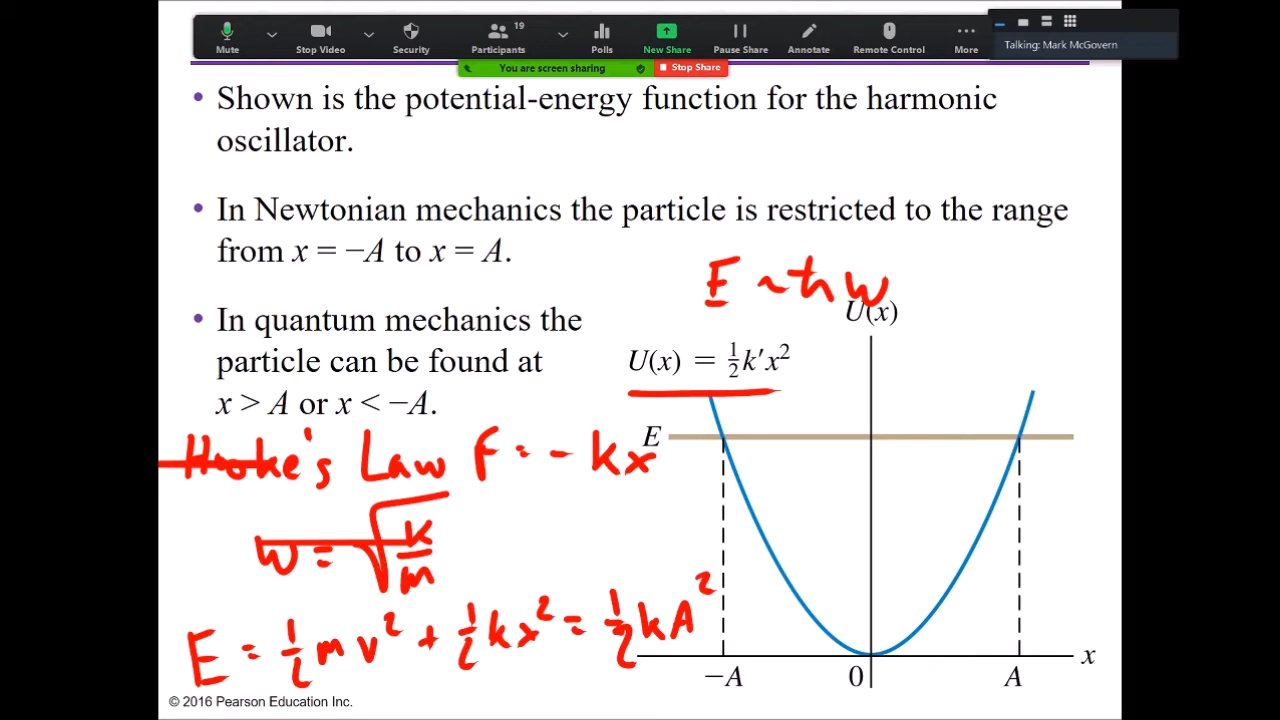 19
Mute Stop Video Security Participants Polls New Share Pause Share Annotate Remote Control More
Talking: Mark McGovern
You are screen sharing Stop Share
• Shown is the potential-energy function for the harmonic
oscillator.
• In Newtonian mechanics the particle is restricted to the range
from x = −A to x = A.
E ~ ħω
• In quantum mechanics the
particle can be found at
x > A or x < −A.
U(x)
U(x) = ½k′x²
E
Hooke's Law F = -kx
ω = √(k/m)
E = ½mv² + ½kx² = ½kA²
x
−A 0 A
© 2016 Pearson Education Inc.